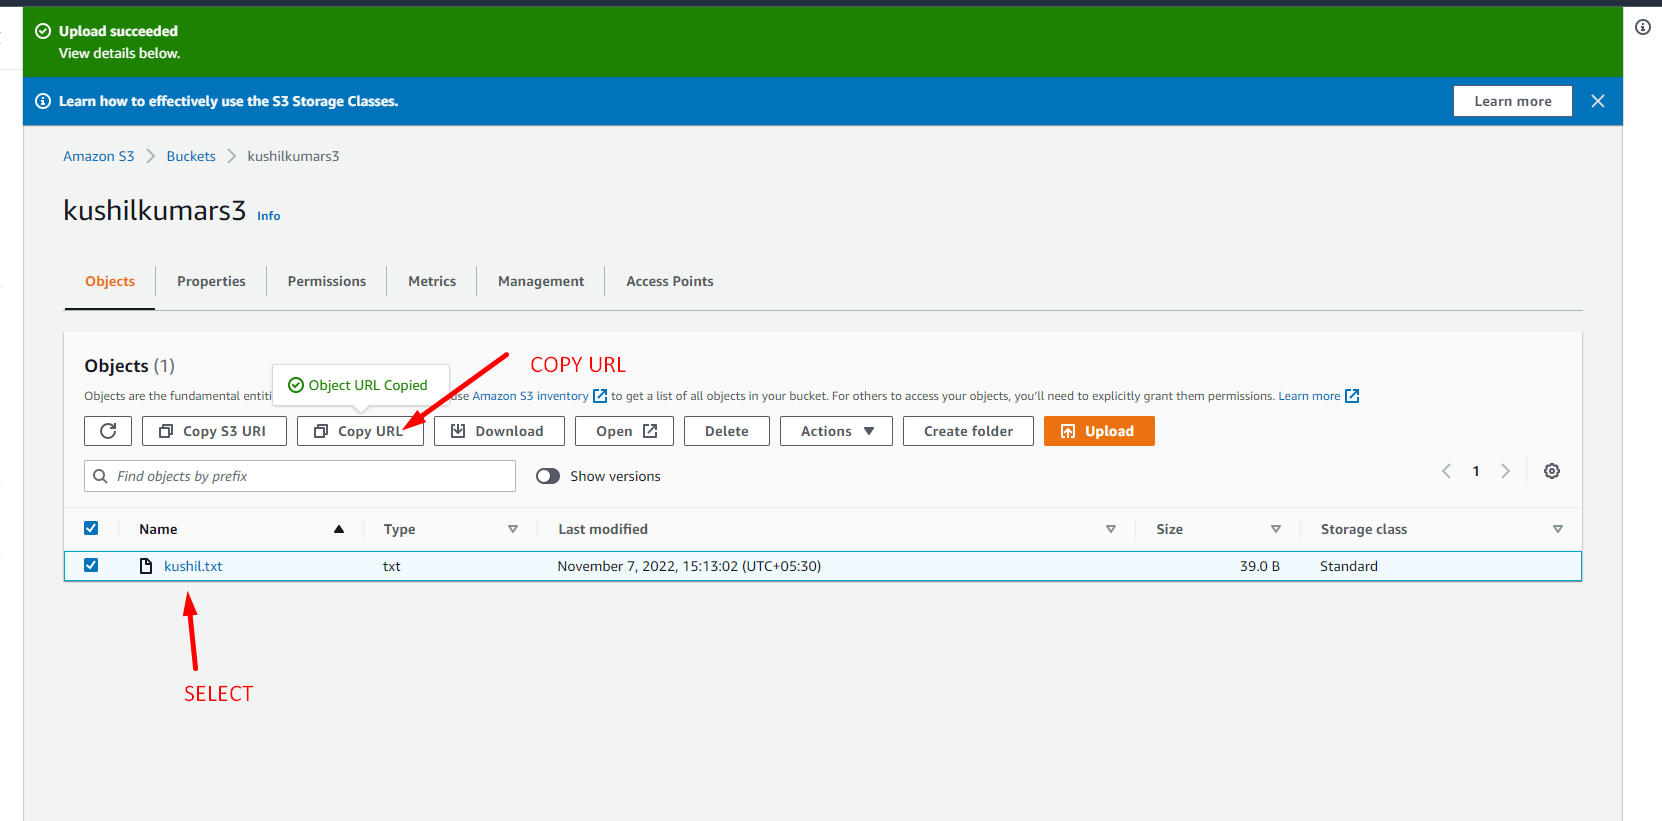 Upload succeeded
View details below.
Learn how to effectively use the S3 Storage Classes.
Learn more
Amazon S3 > Buckets > kushilkumars3
kushilkumars3 Info
Objects Properties Permissions Metrics Management Access Points
Objects (1)
COPY URL
Object URL Copied
Objects are the fundamental Amazon S3 inventory to get a list of all objects in your bucket. For others to access your objects, you'll need to explicitly grant them permissions. Learn more
Copy S3 URI Copy URL Download Open Delete Actions Create folder Upload
Find objects by prefix Show versions 1
Name Type Last modified Size Storage class
kushil.txt txt November 7, 2022, 15:13:02 (UTC+05:30) 39.0 B Standard
SELECT